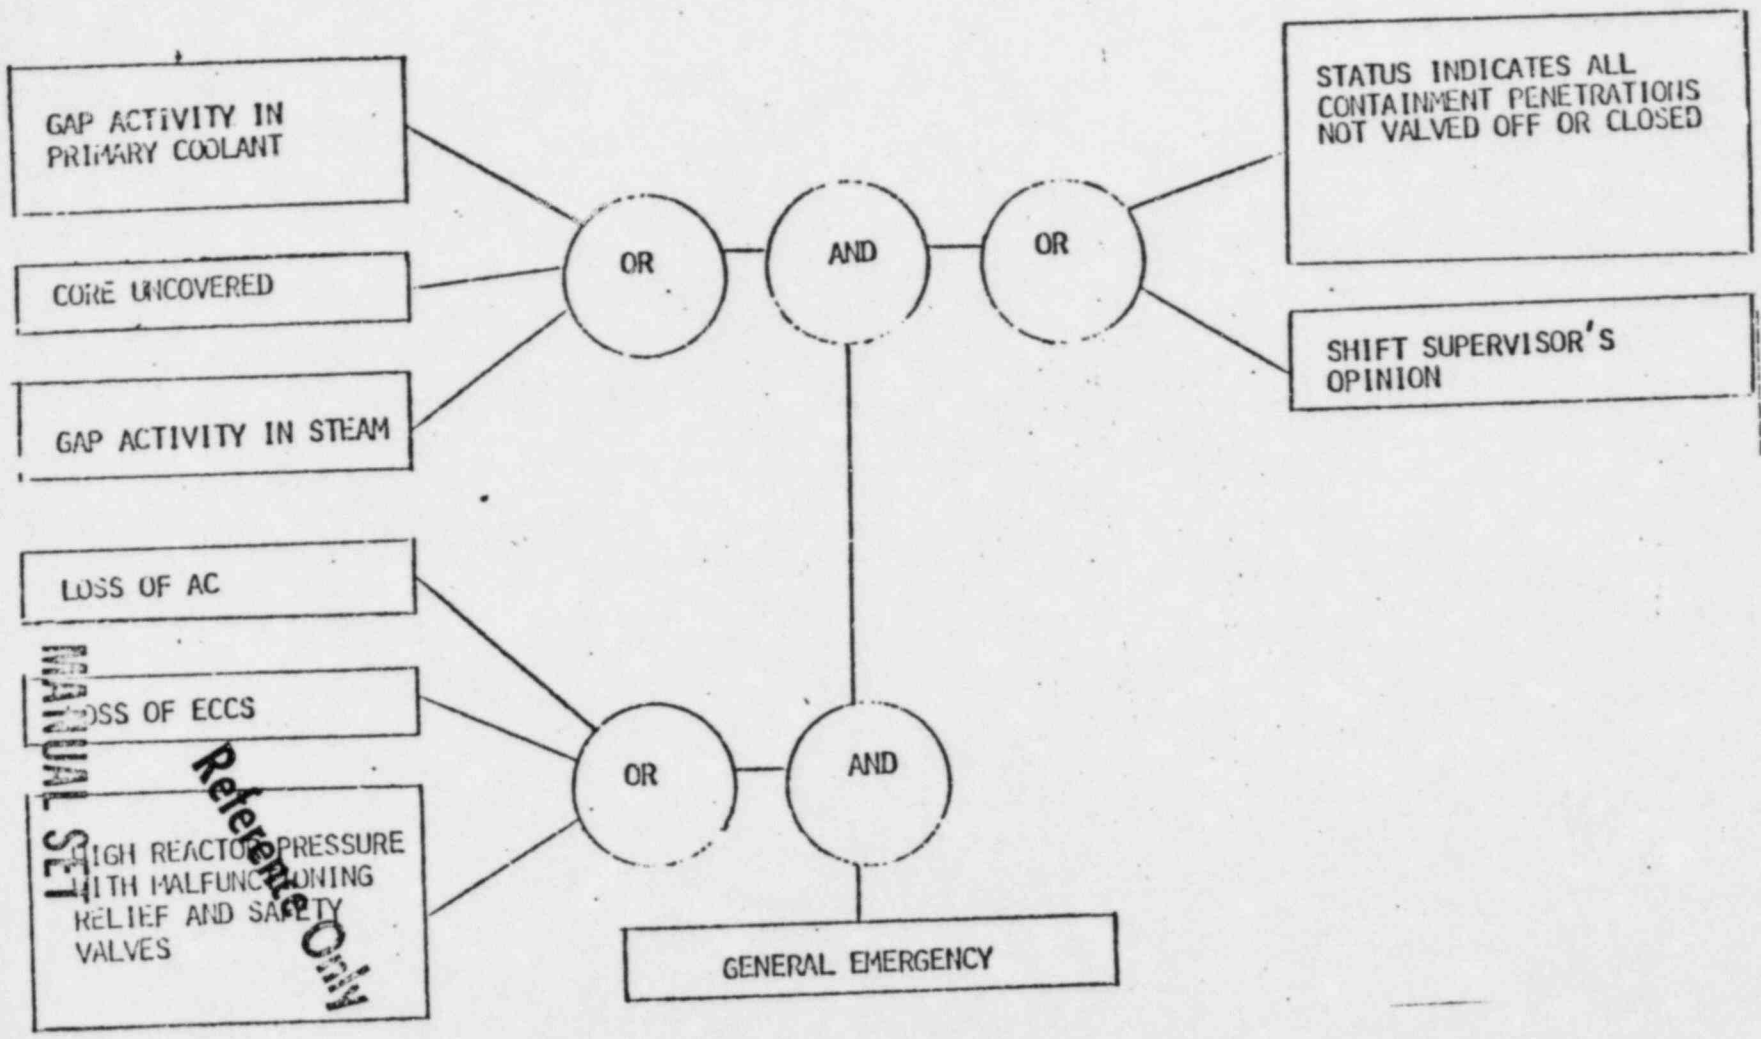 GAP ACTIVITY IN
PRIMARY COOLANT
CORE UNCOVERED
GAP ACTIVITY IN STEAM
LOSS OF AC
LOSS OF ECCS
HIGH REACTOR PRESSURE
WITH MALFUNCTIONING
RELIEF AND SAFETY
VALVES
OR
AND
OR
STATUS INDICATES ALL
CONTAINMENT PENETRATIONS
NOT VALVED OFF OR CLOSED
SHIFT SUPERVISOR'S
OPINION
OR
AND
GENERAL EMERGENCY
MANUAL SET
Reference Only